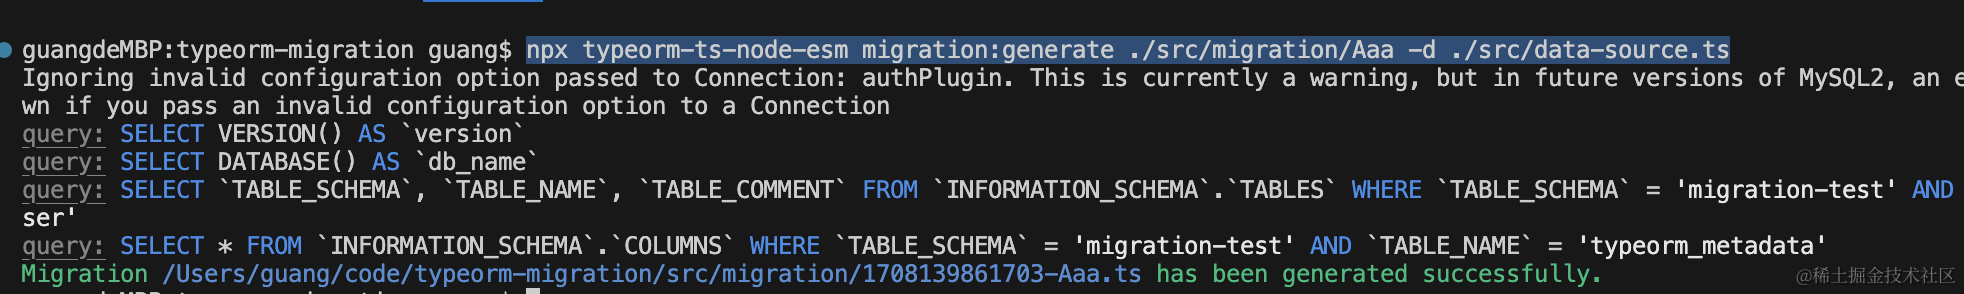 guangdeMBP:typeorm-migration guang$ npx typeorm-ts-node-esm migration:generate ./src/migration/Aaa -d ./src/data-source.ts
Ignoring invalid configuration option passed to Connection: authPlugin. This is currently a warning, but in future versions of MySQL2, an e
wn if you pass an invalid configuration option to a Connection
query: SELECT VERSION() AS `version`
query: SELECT DATABASE() AS `db_name`
query: SELECT `TABLE_SCHEMA`, `TABLE_NAME`, `TABLE_COMMENT` FROM `INFORMATION_SCHEMA`.`TABLES` WHERE `TABLE_SCHEMA` = 'migration-test' AND
ser'
query: SELECT * FROM `INFORMATION_SCHEMA`.`COLUMNS` WHERE `TABLE_SCHEMA` = 'migration-test' AND `TABLE_NAME` = 'typeorm_metadata'
Migration /Users/guang/code/typeorm-migration/src/migration/1708139861703-Aaa.ts has been generated successfully.
@稀土掘金技术社区